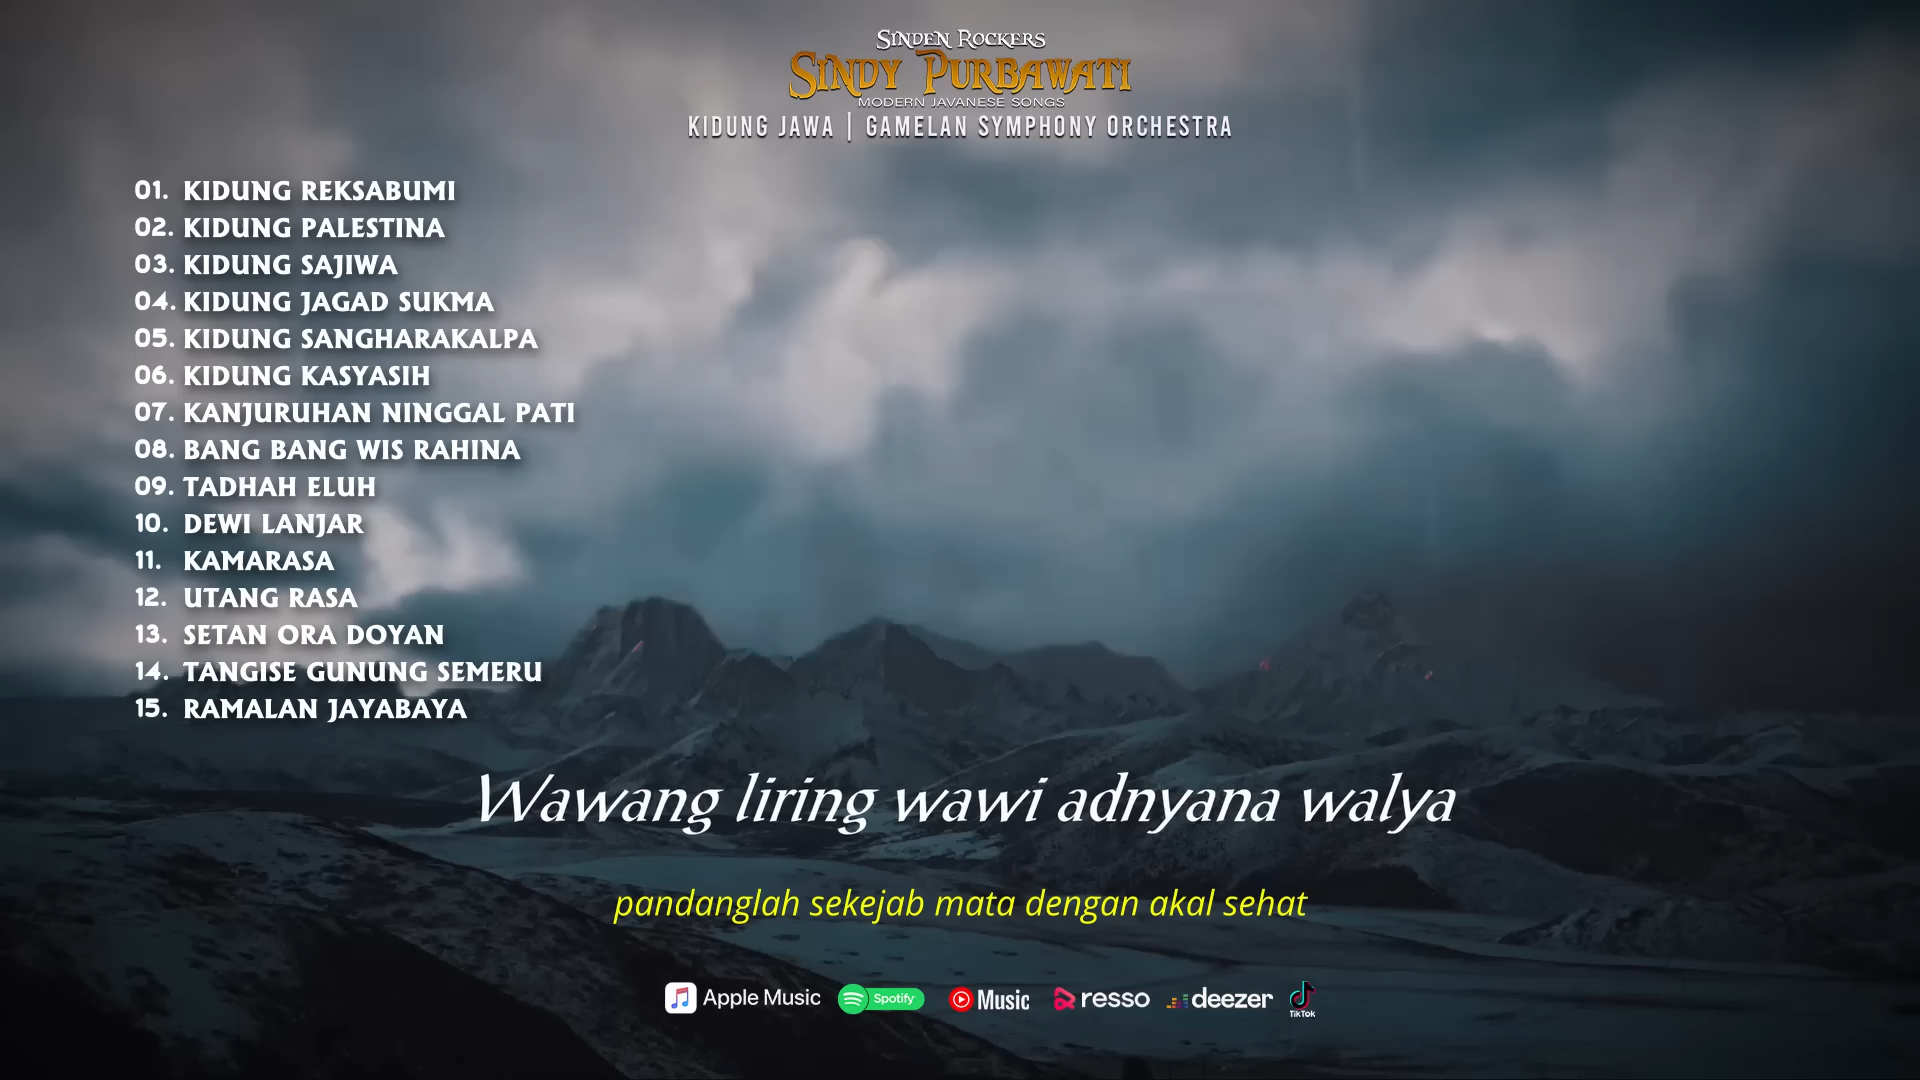 SINDEN ROCKERS
SINDY PURBAWATI
MODERN JAVANESE SONGS
KIDUNG JAWA | GAMELAN SYMPHONY ORCHESTRA
01. KIDUNG REKSABUMI
02. KIDUNG PALESTINA
03. KIDUNG SAJIWA
04. KIDUNG JAGAD SUKMA
05. KIDUNG SANGHARAKALPA
06. KIDUNG KASYASIH
07. KANJURUHAN NINGGAL PATI
08. BANG BANG WIS RAHINA
09. TADHAH ELUH
10. DEWI LANJAR
11. KAMARASA
12. UTANG RASA
13. SETAN ORA DOYAN
14. TANGISE GUNUNG SEMERU
15. RAMALAN JAYABAYA
Wawang liring wawi adnyana walya
pandanglah sekejab mata dengan akal sehat
Apple Music Spotify Music resso deezer TikTok